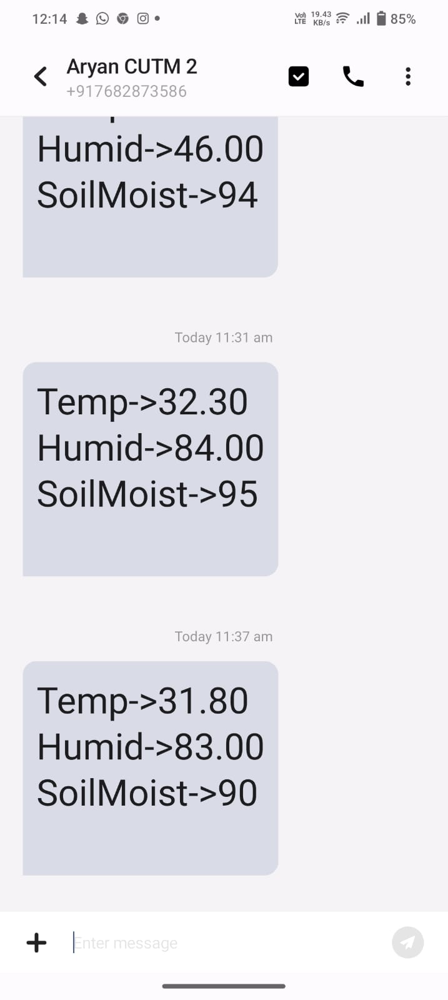 12:14
Vo) LTE 19.43 KB/s 85%
Aryan CUTM 2
+917682873586
Humid->46.00
SoilMoist->94
Today 11:31 am
Temp->32.30
Humid->84.00
SoilMoist->95
Today 11:37 am
Temp->31.80
Humid->83.00
SoilMoist->90
Enter message